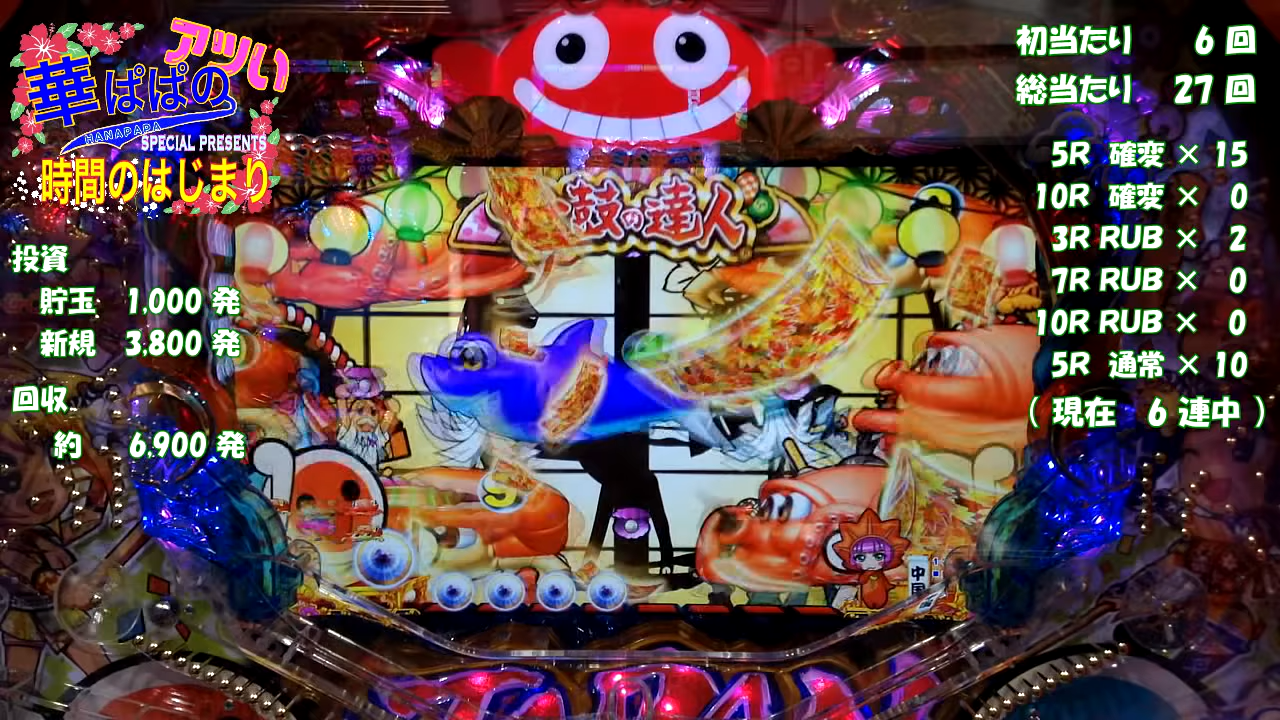 アツい
華ぱぱの
HANAPAPA
SPECIAL PRESENTS
時間のはじまり
投資
貯玉 1,000 発
新規 3,800 発
回収
約 6,900 発
鼓の達人
中国
初当たり 6 回
総当たり 27 回
5R 確変 × 15
10R 確変 × 0
3R RUB × 2
7R RUB × 0
10R RUB × 0
5R 通常 × 10
( 現在 6 連中 )